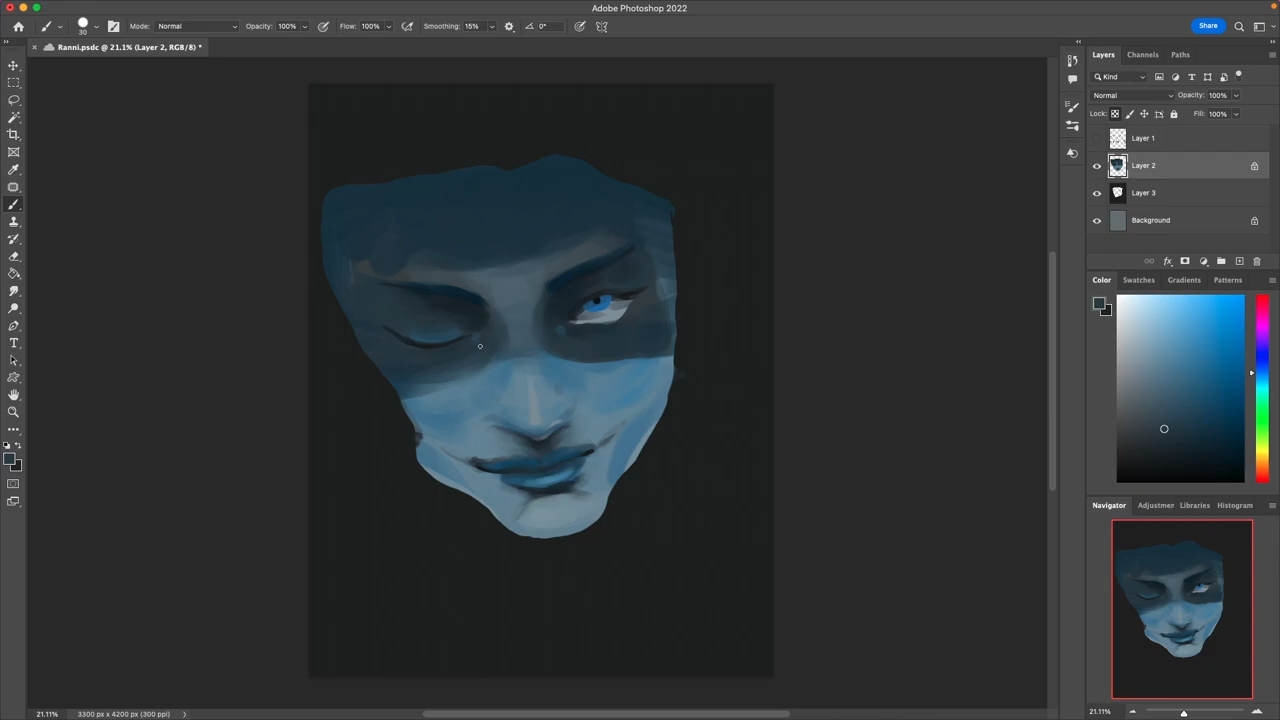 Adobe Photoshop 2022
30
Mode: Normal Opacity: 100% Flow: 100% Smoothing: 15% 0° Share
× Ranni.psdc @ 21.1% (Layer 2, RGB/8) *
Layers Channels Paths
Kind
Normal Opacity: 100%
Lock: Fill: 100%
Layer 1
Layer 2
Layer 3
Background
Color Swatches Gradients Patterns
Navigator Adjustmen Libraries Histogram
21.11% 3300 px x 4200 px (300 ppi)
21.11%